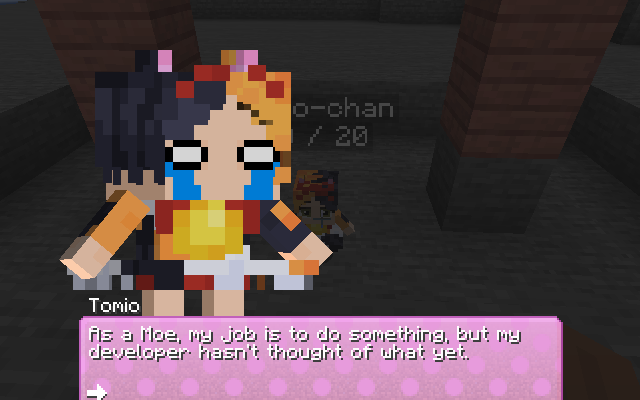 o-chan
/ 20
Tomio
As a Moe, my job is to do something, but my
developer hasn't thought of what yet.